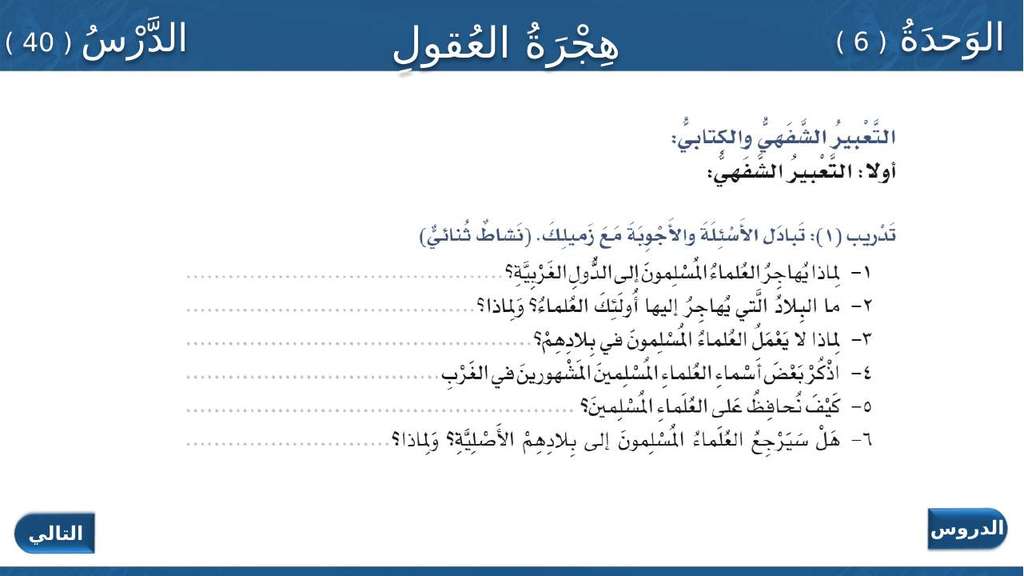 الوَحدَةُ ( 6 )
هِجْرَةُ العُقولِ
الدَّرْسُ ( 40 )
التَّعْبيرُ الشَّفَهيُّ والكِتابيُّ:
أولا: التَّعْبيرُ الشَّفَهيُّ:
تَدْريب (١): تَبادَل الأَسْئِلَةَ والأَجْوِبَةَ مَعَ زَميلِكَ. (نَشاطٌ ثُنائيٌّ)
١- لِماذا يُهاجِرُ العُلماءُ المُسْلِمونَ إلى الدُّولِ الغَرْبِيَّةِ؟ ........................................
٢- ما البِلادُ الَّتي يُهاجِرُ إليها أُولَئِكَ العُلماءُ؟ وَلِماذا؟ ....................................
٣- لِماذا لا يَعْمَلُ العُلماءُ المُسْلِمونَ في بِلادِهِمْ؟ ...........................................
٤- اذْكُرْ بَعْضَ أَسْماءِ العُلماءِ المُسْلِمينَ المَشْهورينَ في الغَرْبِ ................................
٥- كَيْفَ نُحافِظُ عَلى العُلَماءِ المُسْلِمينَ؟ .................................................
٦- هَلْ سَيَرْجِعُ العُلَماءُ المُسْلِمونَ إلى بِلادِهِمْ الأَصْلِيَّةِ؟ وَلِماذا؟ ..........................
الدروس
التالي